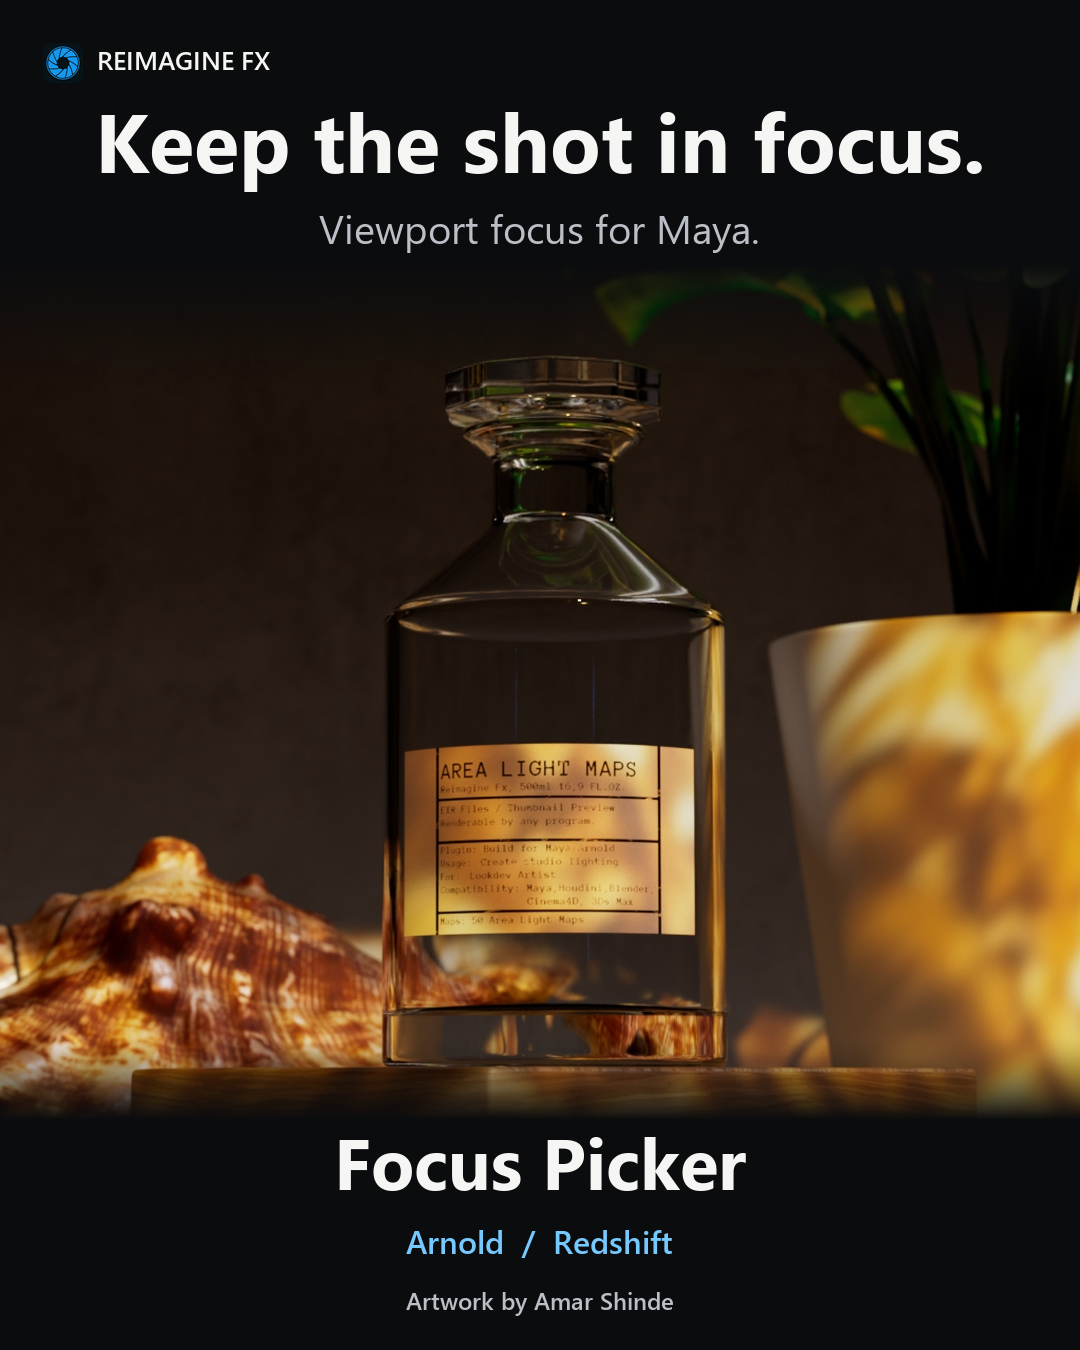 REIMAGINE FX
Keep the shot in focus.
Viewport focus for Maya.
AREA LIGHT MAPS
Reimagine Fx, 500ml 16,9 FL.OZ.
EIR Files / Thumbnail Preview
Renderable by any program.
Plugin: Build for Maya/Arnold
Usage: Create studio lighting
For: Lookdev Artist
Compatibility: Maya,Houdini,Blender,
Cinema4D, 3Ds Max
Maps: 50 Area Light Maps
Focus Picker
Arnold / Redshift
Artwork by Amar Shinde